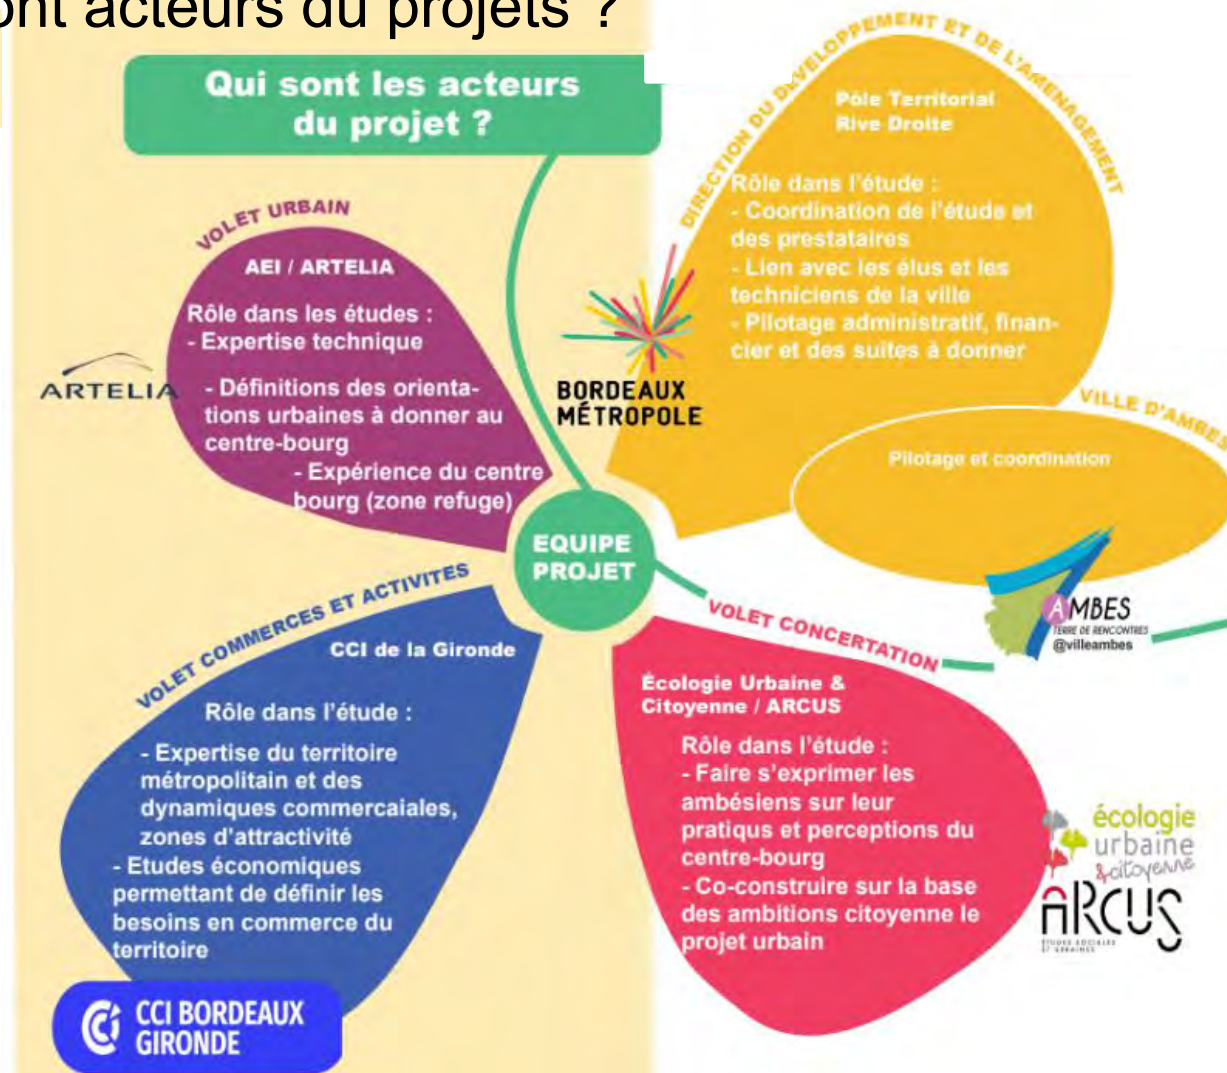 ont acteurs du projets ?
Qui sont les acteurs
du projet ?
VOLET URBAIN
AEI / ARTELIA
Rôle dans les études :
- Expertise technique
- Définitions des orienta-
tions urbaines à donner au
centre-bourg
- Expérience du centre
bourg (zone refuge)
ARTELIA
DIRECTION DU DÉVELOPPEMENT ET DE L'AMENAGEMENT
Pôle Territorial
Rive Droite
Rôle dans l'étude :
- Coordination de l'étude et
des prestataires
- Lien avec les élus et les
techniciens de la ville
- Pilotage administratif, finan-
cier et des suites à donner
BORDEAUX
MÉTROPOLE
VILLE D'AMBES
Pilotage et coordination
AMBES
TERRE DE RENCONTRES
@villeambes
EQUIPE
PROJET
VOLET COMMERCES ET ACTIVITES
CCI de la Gironde
Rôle dans l'étude :
- Expertise du territoire
métropolitain et des
dynamiques commercaiales,
zones d'attractivité
- Etudes économiques
permettant de définir les
besoins en commerce du
territoire
CCI BORDEAUX
GIRONDE
VOLET CONCERTATION
Écologie Urbaine &
Citoyenne / ARCUS
Rôle dans l'étude :
- Faire s'exprimer les
ambésiens sur leur
pratiqus et perceptions du
centre-bourg
- Co-construire sur la base
des ambitions citoyenne le
projet urbain
écologie
urbaine
&citoyenne
ARCUS
ÉTUDES SOCIALES
ET URBAINES